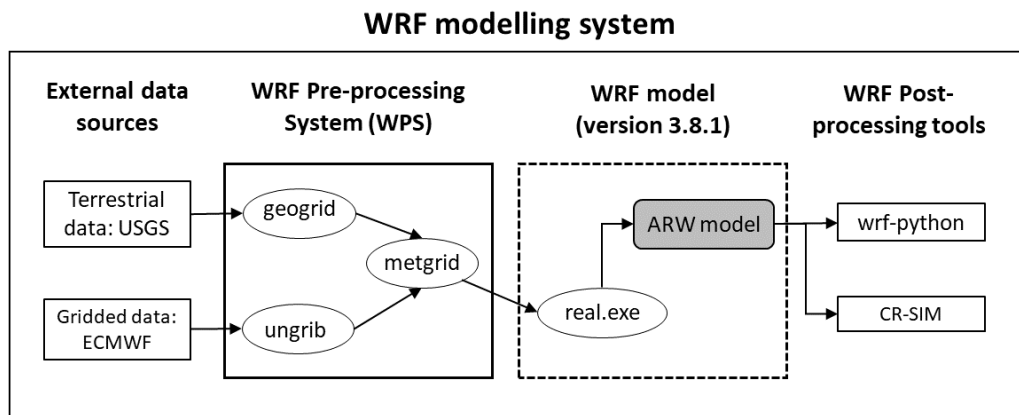 WRF modelling system
External data
sources
WRF Pre-processing
System (WPS)
WRF model
(version 3.8.1)
WRF Post-
processing tools
Terrestrial
data: USGS
geogrid
metgrid
ungrib
Gridded data:
ECMWF
real.exe
ARW model
wrf-python
CR-SIM